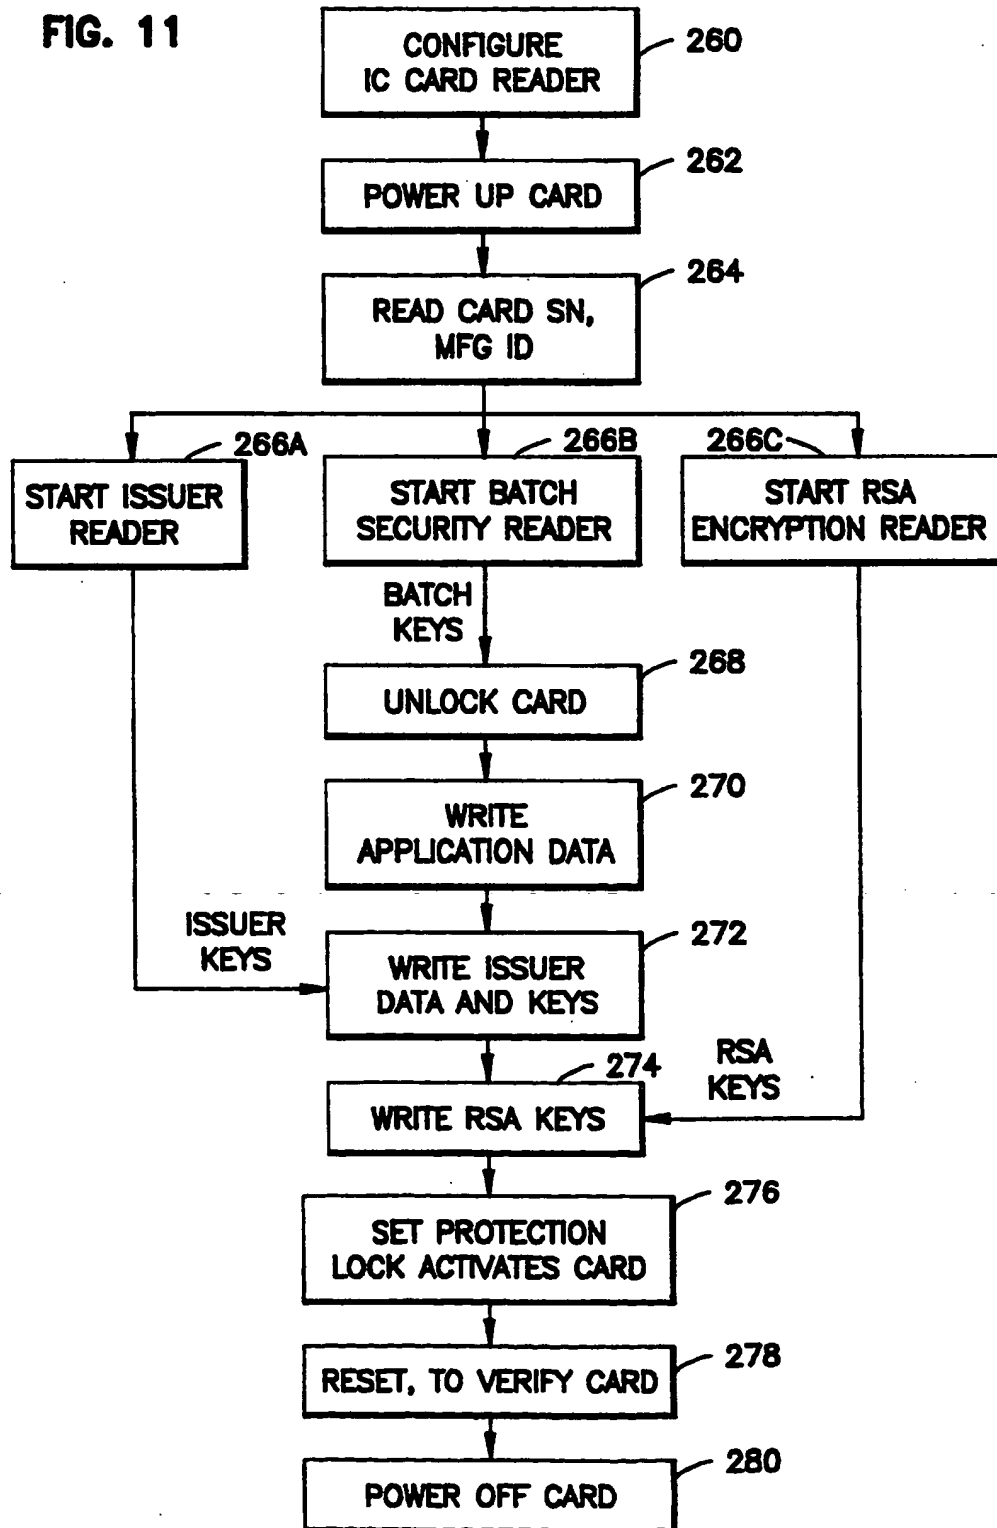 FIG. 11
CONFIGURE
IC CARD READER
260
POWER UP CARD
262
READ CARD SN,
MFG ID
264
START ISSUER
READER
266A
START BATCH
SECURITY READER
266B
START RSA
ENCRYPTION READER
266C
BATCH
KEYS
UNLOCK CARD
268
WRITE
APPLICATION DATA
270
ISSUER
KEYS
WRITE ISSUER
DATA AND KEYS
272
RSA
KEYS
WRITE RSA KEYS
274
SET PROTECTION
LOCK ACTIVATES CARD
276
RESET, TO VERIFY CARD
278
POWER OFF CARD
280